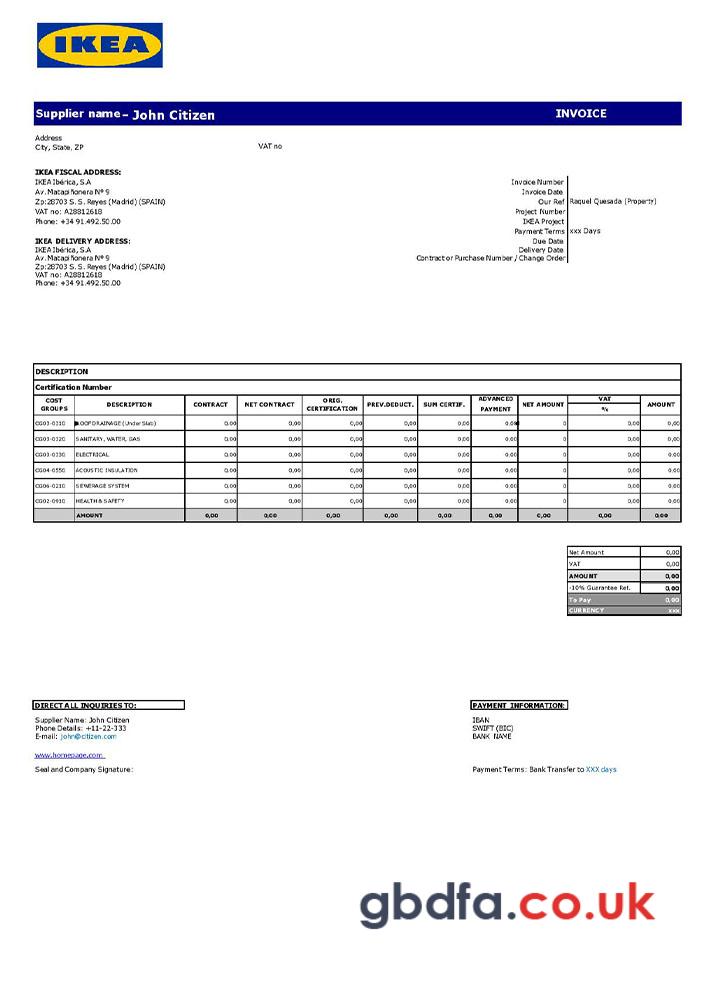 IKEA
Supplier name – John Citizen INVOICE
Address
City, State, ZP VAT no
IKEA FISCAL ADDRESS:
IKEA Ibérica, S.A
Av. Matapiñonera Nº 9
Zp:28703 S. S. Reyes (Madrid) (SPAIN)
VAT no: A28812618
Phone: +34 91.492.50.00
Invoice Number
Invoice Date
Our Ref Raquel Quesada (Property)
Project Number
IKEA Project
Payment Terms xxx Days
Due Date
Delivery Date
Contract or Purchase Number / Change Order
IKEA DELIVERY ADDRESS:
IKEA Ibérica, S.A
Av. Matapiñonera Nº 9
Zp:28703 S. S. Reyes (Madrid) (SPAIN)
VAT no: A28812618
Phone: +34 91.492.50.00
DESCRIPTION
Certification Number
COST GROUPS DESCRIPTION CONTRACT NET CONTRACT ORIG. CERTIFICATION PREV.DEDUCT. SUM CERTIF. ADVANCED PAYMENT NET AMOUNT VAT % AMOUNT
CG03-0310 ROOF DRAINAGE (Under Slab) 0,00 0,00 0,00 0,00 0,00 0,00 0 0,00 0,00
CG03-0320 SANITARY, WATER, GAS 0,00 0,00 0,00 0,00 0,00 0,00 0 0,00 0,00
CG03-0330 ELECTRICAL 0,00 0,00 0,00 0,00 0,00 0,00 0 0,00 0,00
CG04-0550 ACOUSTIC INSULATION 0,00 0,00 0,00 0,00 0,00 0,00 0 0,00 0,00
CG06-0210 SEWERAGE SYSTEM 0,00 0,00 0,00 0,00 0,00 0,00 0 0,00 0,00
CG02-0910 HEALTH & SAFETY 0,00 0,00 0,00 0,00 0,00 0,00 0 0,00 0,00
AMOUNT 0,00 0,00 0,00 0,00 0,00 0,00 0,00 0,00 0,00
Net Amount 0,00
VAT 0,00
AMOUNT 0,00
-10% Guarantee Ret. 0,00
To Pay 0,00
CURRENCY xxx
DIRECT ALL INQUIRIES TO:
Supplier Name: John Citizen
Phone Details: +11-22-333
E-mail: john@citizen.com
www.homepage.com
Seal and Company Signature:
PAYMENT INFORMATION:
IBAN
SWIFT (BIC)
BANK NAME
Payment Terms: Bank Transfer to XXX days
gbdfa.co.uk